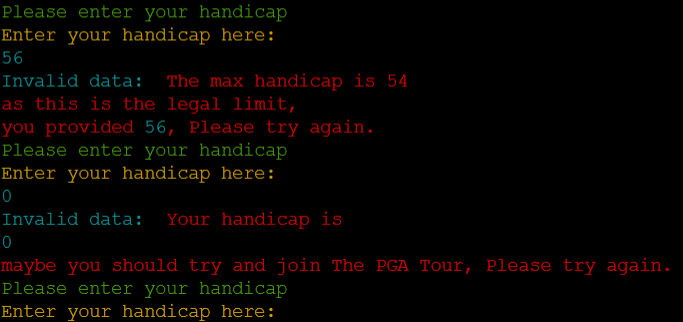 Please enter your handicap
Enter your handicap here:
56
Invalid data:  The max handicap is 54
as this is the legal limit,
you provided 56, Please try again.
Please enter your handicap
Enter your handicap here:
0
Invalid data:  Your handicap is
0
maybe you should try and join The PGA Tour, Please try again.
Please enter your handicap
Enter your handicap here: